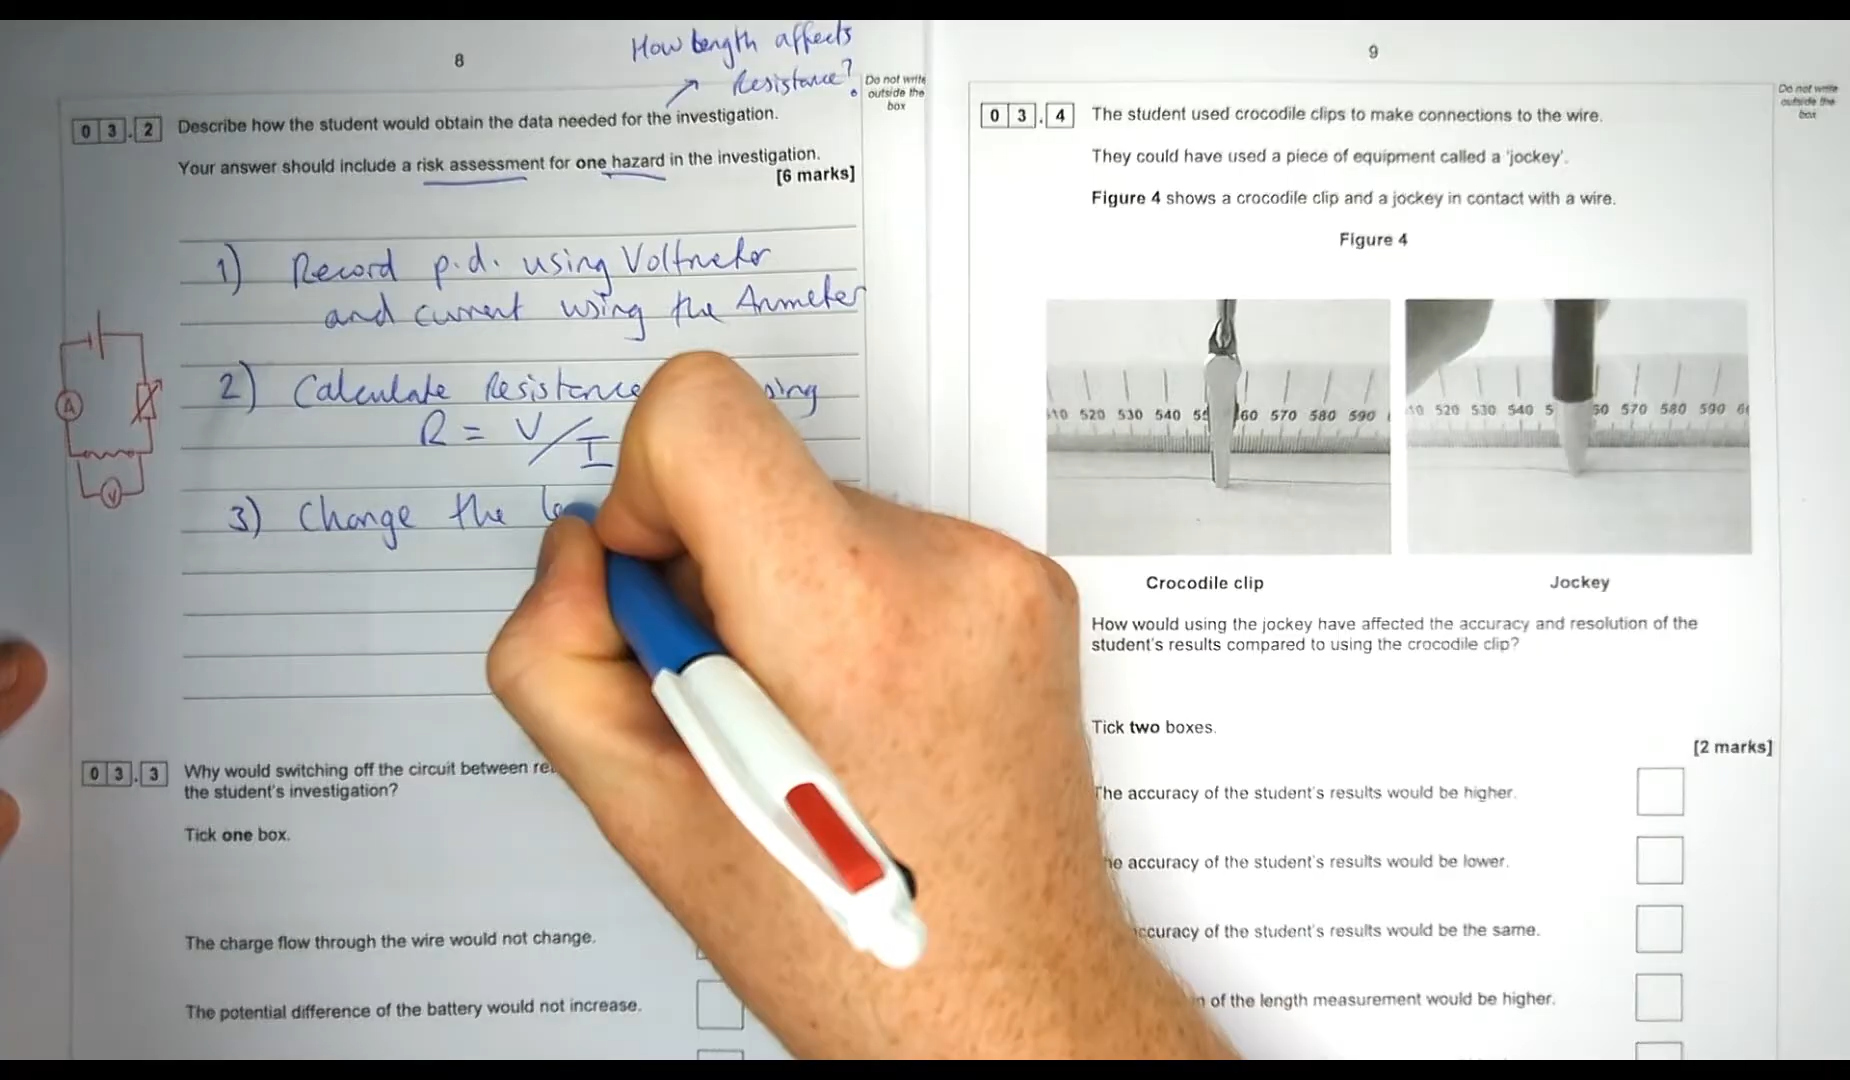 8
How length affects
Resistance?
Do not write
outside the
box
0 3 . 2 Describe how the student would obtain the data needed for the investigation.
Your answer should include a risk assessment for one hazard in the investigation.
[6 marks]
1) Record p.d. using Voltmeter
and current using the Ammeter
2) Calculate Resistance
R = V/I
3) Change the
A
V
0 3 . 3 Why would switching off the circuit between
the student's investigation?
Tick one box.
The charge flow through the wire would not change.
The potential difference of the battery would not increase.
9
Do not write
outside the
box
0 3 . 4 The student used crocodile clips to make connections to the wire.
They could have used a piece of equipment called a 'jockey'.
Figure 4 shows a crocodile clip and a jockey in contact with a wire.
Figure 4
10 520 530 540 60 570 580 590
10 520 530 540 5 50 570 580 590
Crocodile clip
Jockey
How would using the jockey have affected the accuracy and resolution of the
student's results compared to using the crocodile clip?
Tick two boxes.
[2 marks]
The accuracy of the student's results would be higher.
The accuracy of the student's results would be lower.
accuracy of the student's results would be the same.
of the length measurement would be higher.